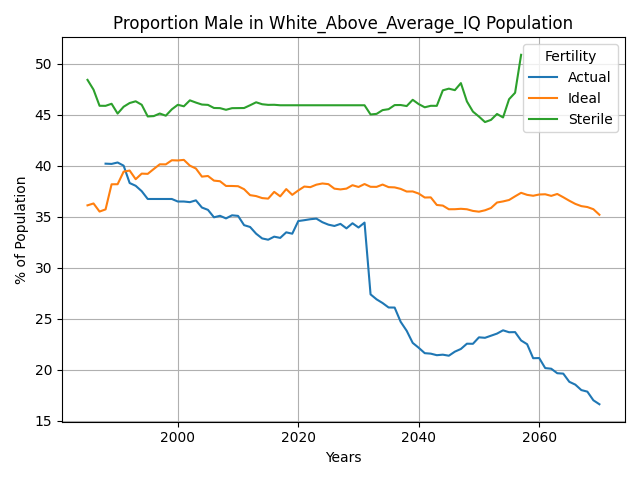 Proportion Male in White_Above_Average_IQ Population
% of Population
50
45
40
35
30
25
20
15
2000
2020
2040
2060
Years
Fertility
Actual
Ideal
Sterile